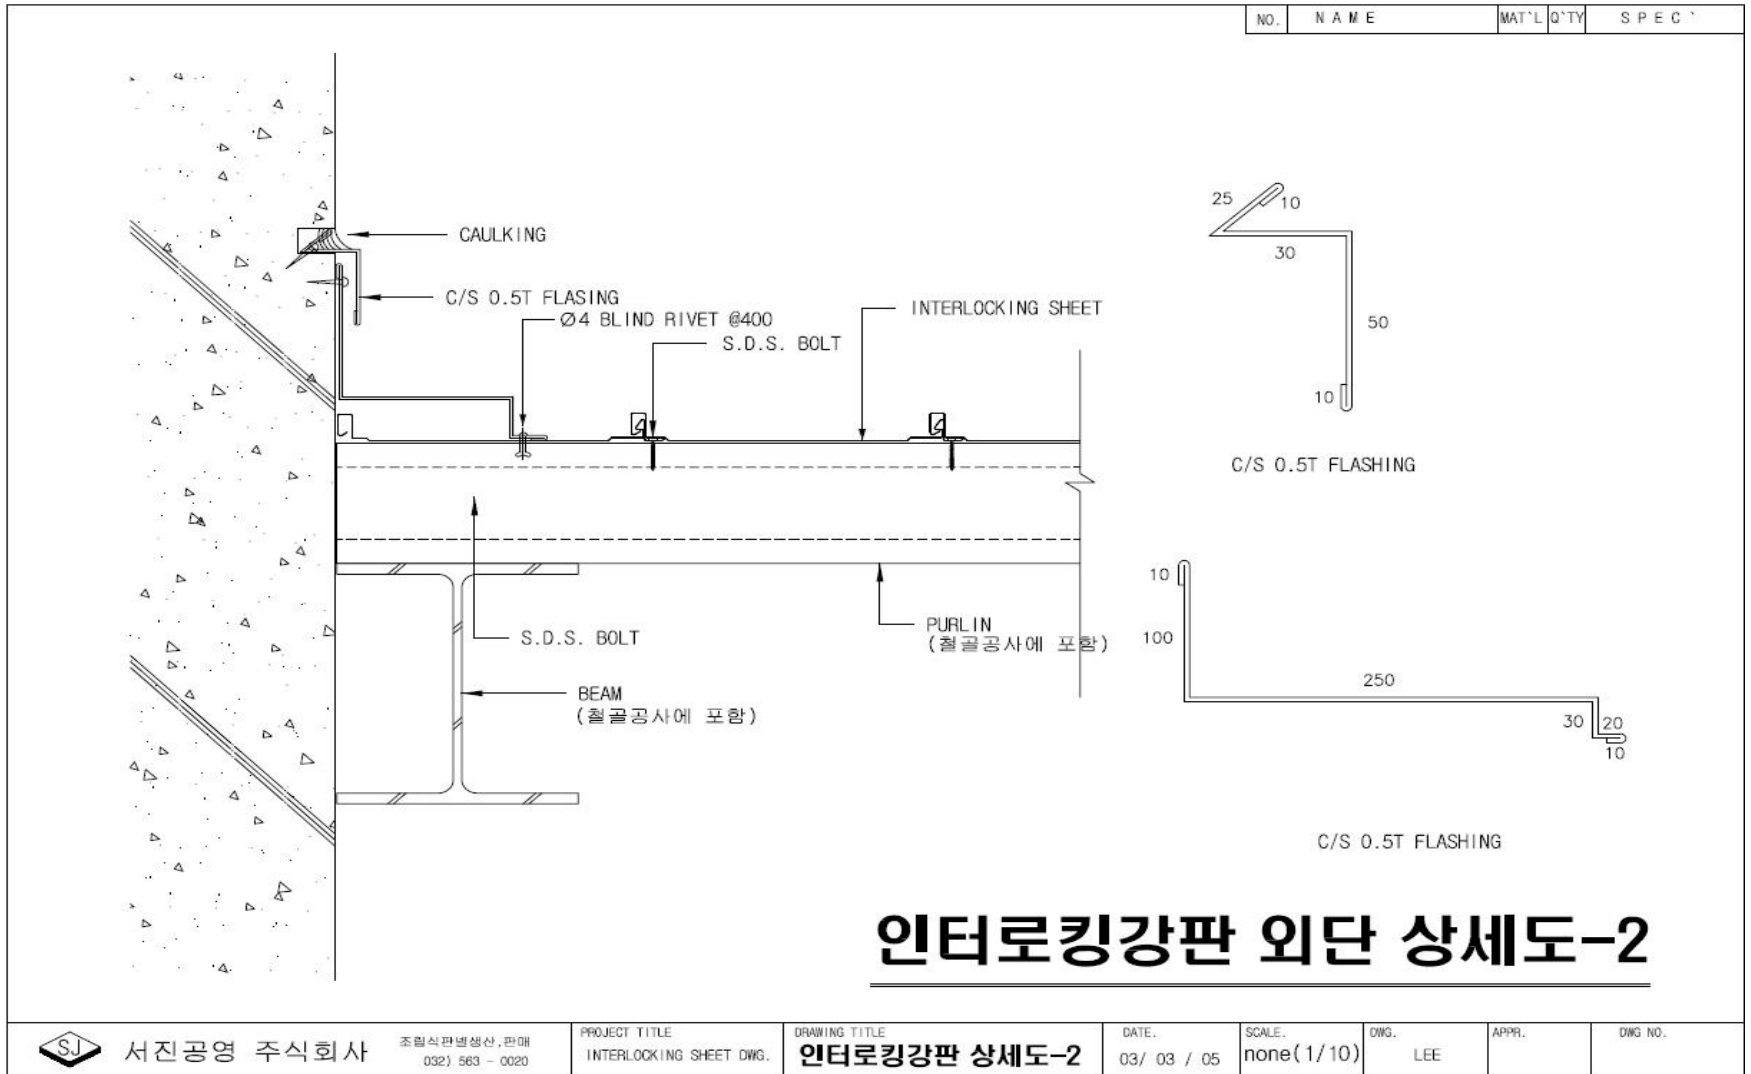 NO. NAME MAT`L Q`TY SPEC`
25
10
30
50
10
C/S 0.5T FLASHING
CAULKING
C/S 0.5T FLASING
Ø4 BLIND RIVET @400
S.D.S. BOLT
INTERLOCKING SHEET
S.D.S. BOLT
PURLIN
(철골공사에 포함)
BEAM
(철골공사에 포함)
10
100
250
30
20
10
C/S 0.5T FLASHING
인터로킹강판 외단 상세도-2
SJ 서진공영 주식회사
조립식판넬생산,판매
032) 563 - 0020
PROJECT TITLE
INTERLOCKING SHEET DWG.
DRAWING TITLE
인터로킹강판 상세도-2
DATE.
03/ 03 / 05
SCALE.
none(1/10)
DWG.
LEE
APPR.
DWG NO.